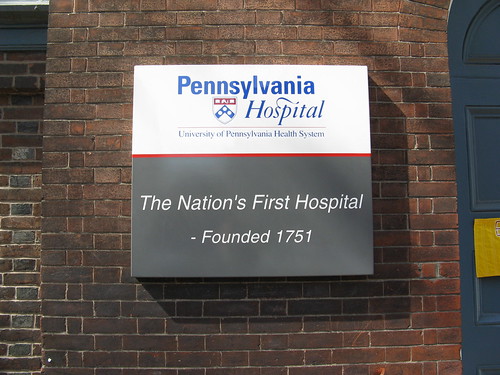 Pennsylvania
Hospital
University of Pennsylvania Health System
The Nation's First Hospital
- Founded 1751